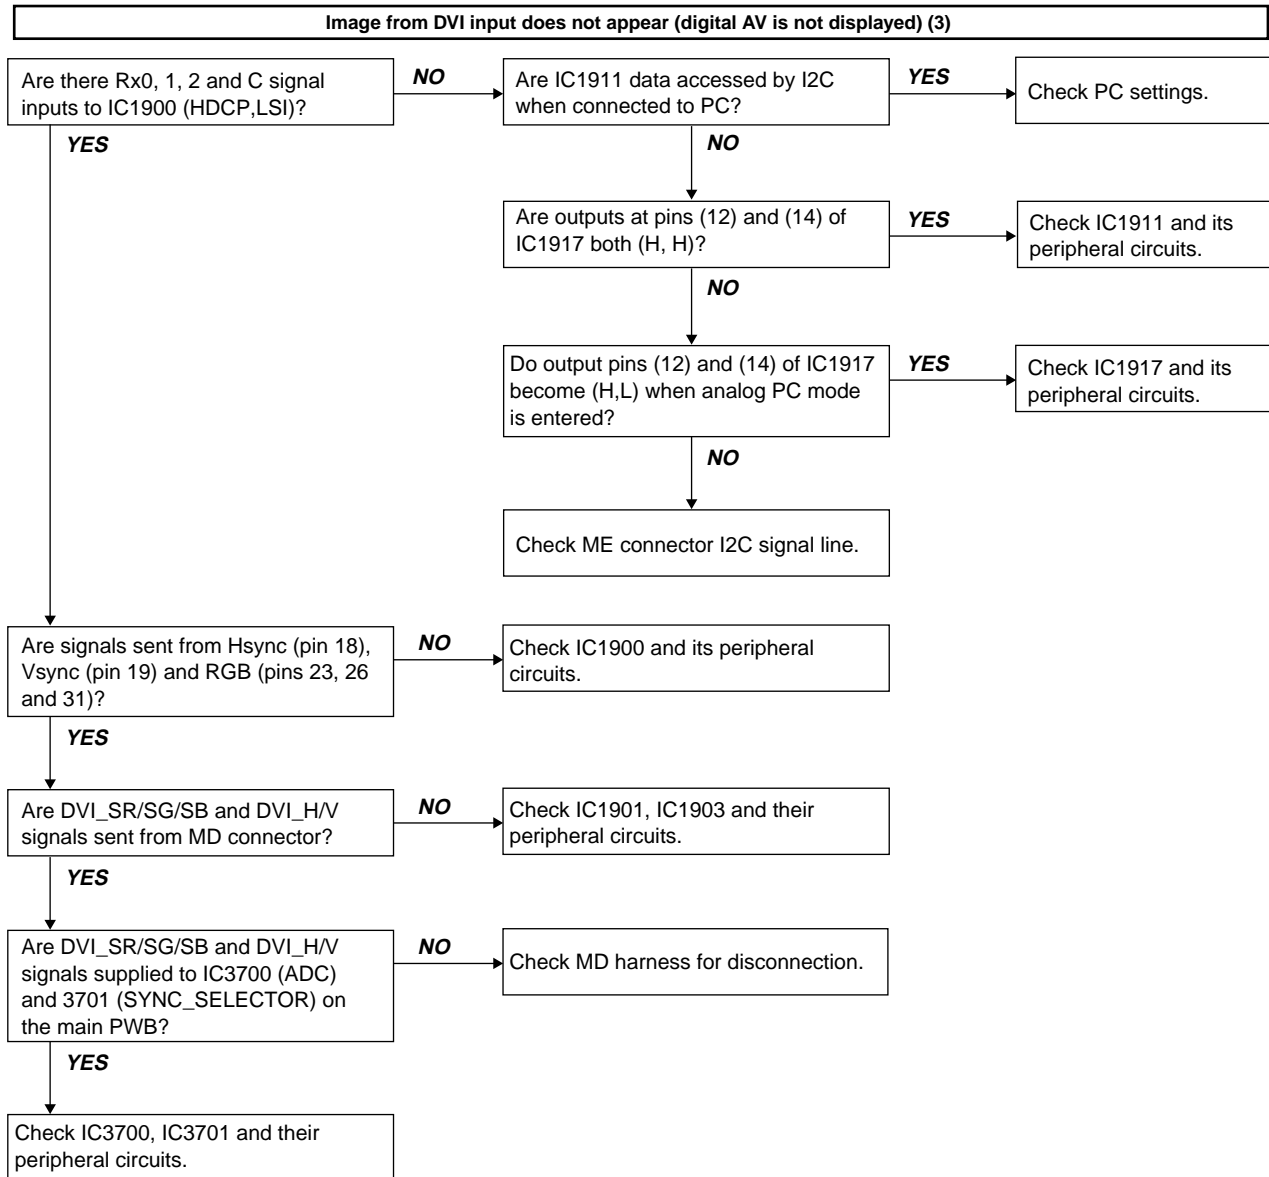 Image from DVI input does not appear (digital AV is not displayed) (3)
Are there Rx0, 1, 2 and C signal
inputs to IC1900 (HDCP,LSI)?
NO
Are IC1911 data accessed by I2C
when connected to PC?
YES
Check PC settings.
YES
NO
Are outputs at pins (12) and (14) of
IC1917 both (H, H)?
YES
Check IC1911 and its
peripheral circuits.
NO
Do output pins (12) and (14) of IC1917
become (H,L) when analog PC mode
is entered?
YES
Check IC1917 and its
peripheral circuits.
NO
Check ME connector I2C signal line.
Are signals sent from Hsync (pin 18),
Vsync (pin 19) and RGB (pins 23, 26
and 31)?
NO
Check IC1900 and its peripheral
circuits.
YES
Are DVI_SR/SG/SB and DVI_H/V
signals sent from MD connector?
NO
Check IC1901, IC1903 and their
peripheral circuits.
YES
Are DVI_SR/SG/SB and DVI_H/V
signals supplied to IC3700 (ADC)
and 3701 (SYNC_SELECTOR) on
the main PWB?
NO
Check MD harness for disconnection.
YES
Check IC3700, IC3701 and their
peripheral circuits.